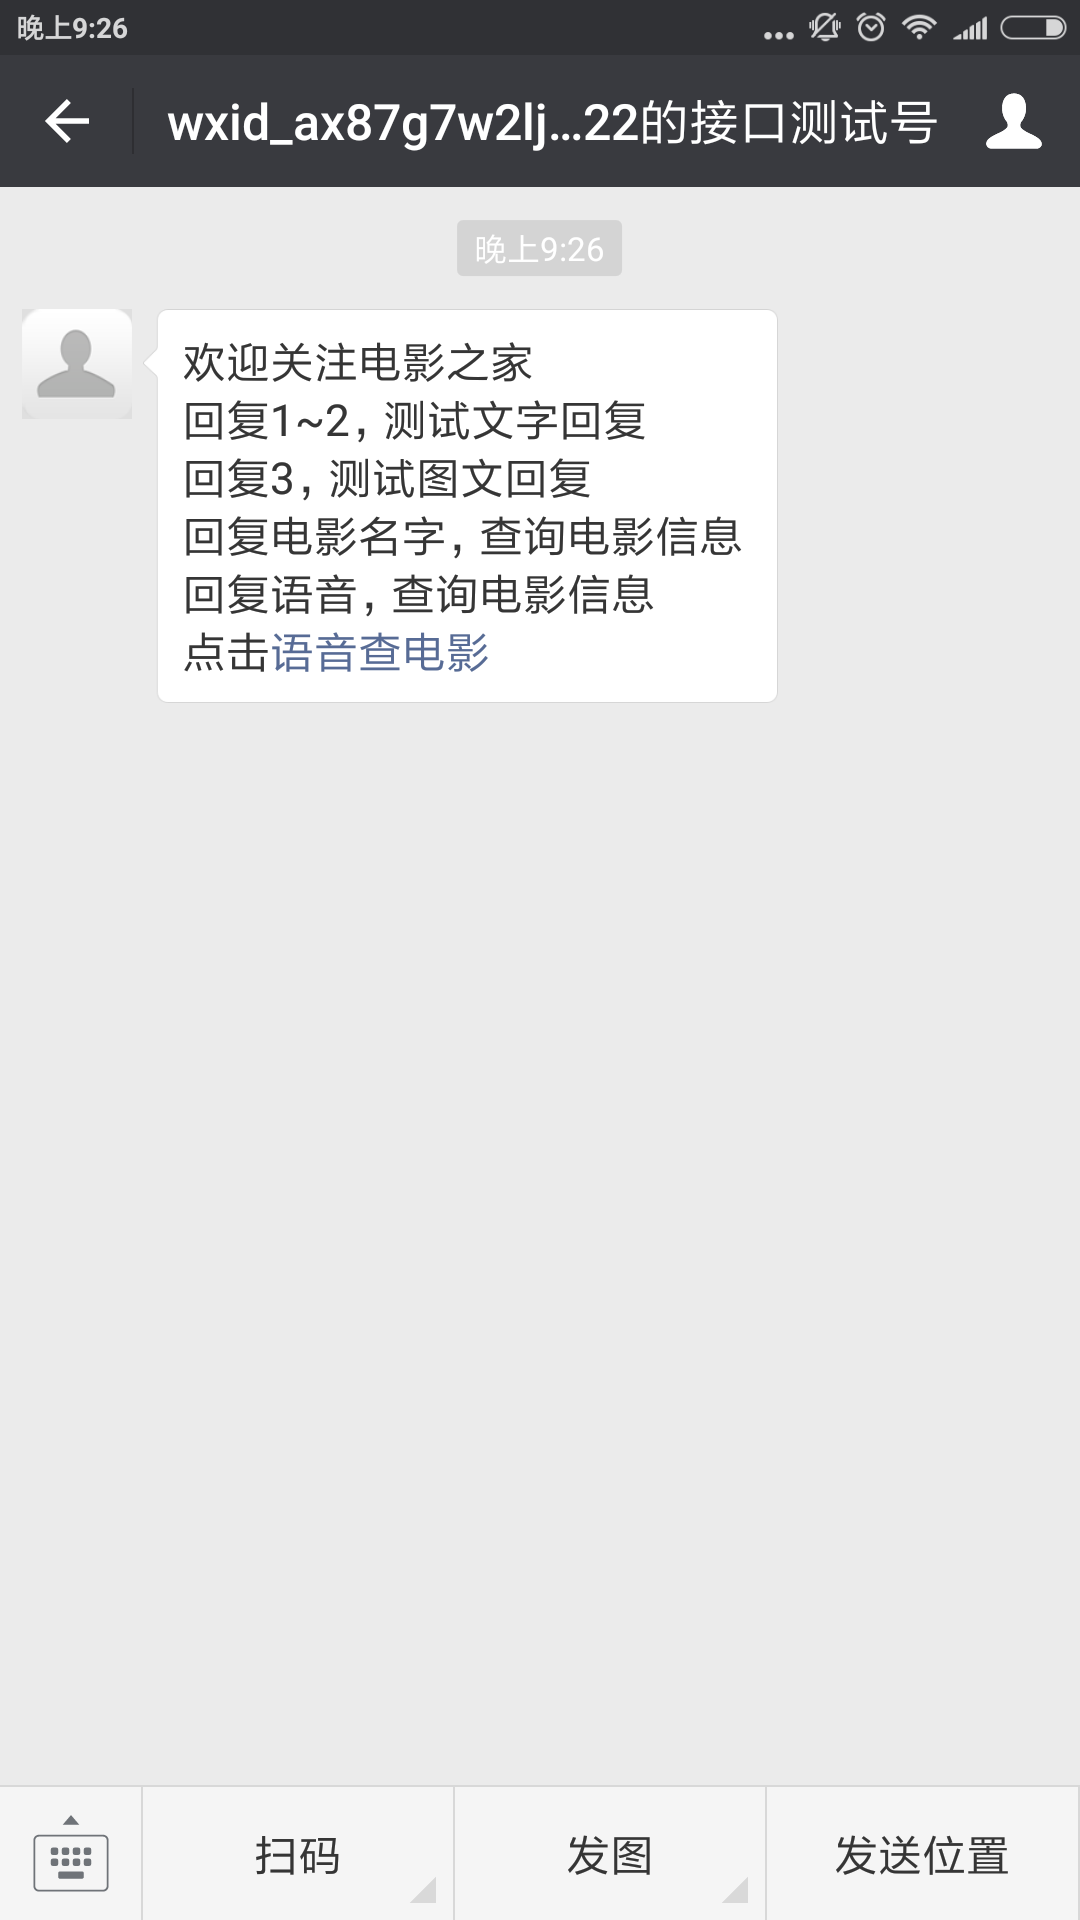 晚上9:26
wxid_ax87g7w2lj...22的接口测试号
晚上9:26
欢迎关注电影之家
回复1~2, 测试文字回复
回复3, 测试图文回复
回复电影名字, 查询电影信息
回复语音, 查询电影信息
点击语音查电影
扫码
发图
发送位置